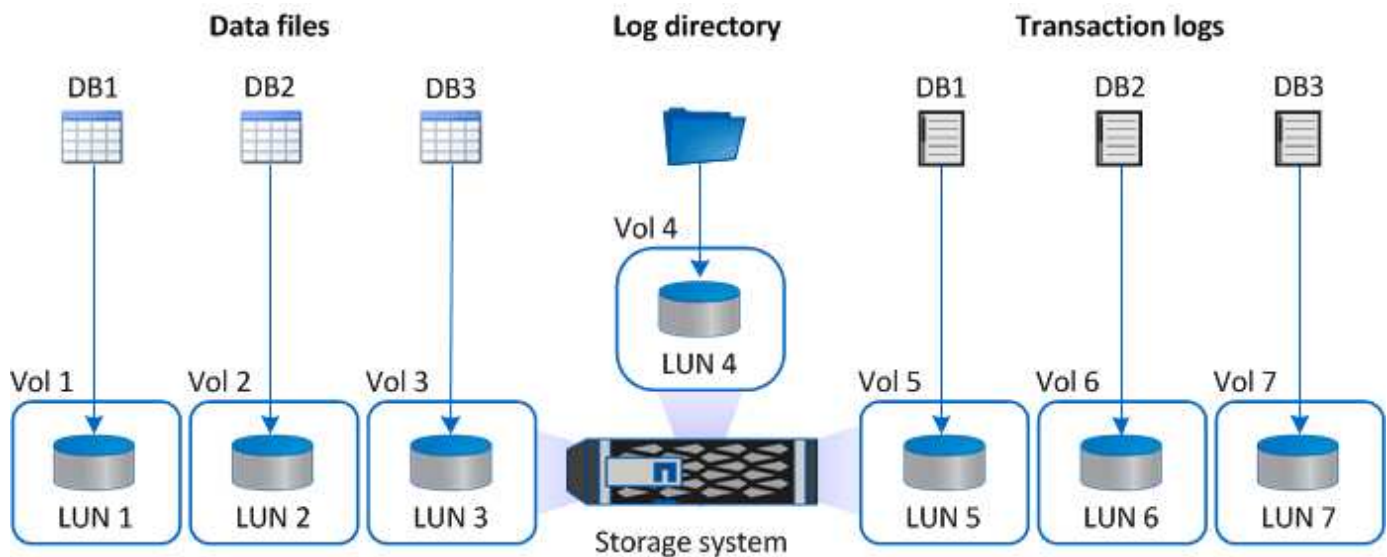 Data files
Log directory
Transaction logs
DB1
DB2
DB3
DB1
DB2
DB3
Vol 4
LUN 4
Vol 1
Vol 2
Vol 3
Vol 5
Vol 6
Vol 7
LUN 1
LUN 2
LUN 3
LUN 5
LUN 6
LUN 7
Storage system